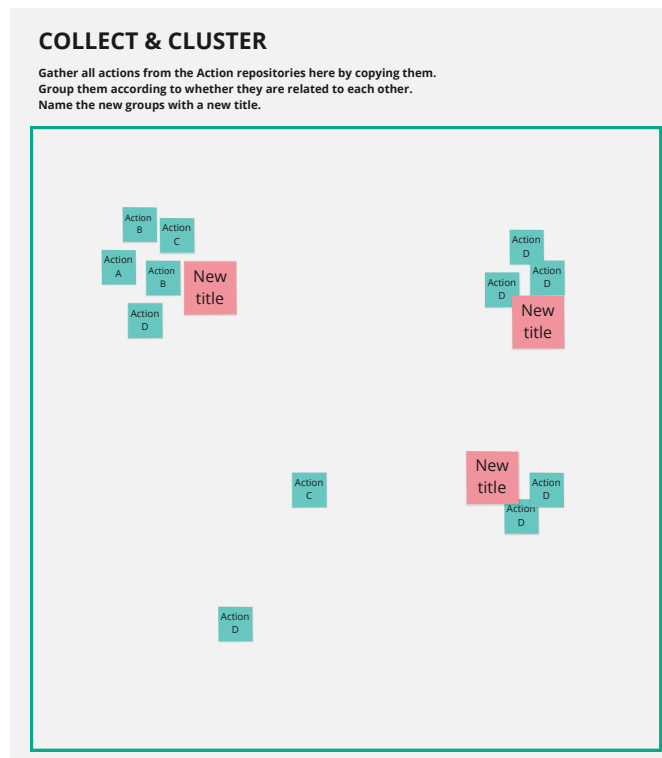 COLLECT & CLUSTER
Gather all actions from the Action repositories here by copying them.
Group them according to whether they are related to each other.
Name the new groups with a new title.
Action
B
Action
C
Action
A
Action
B
New
title
Action
D
Action
D
Action
D
Action
D
New
title
New
title
Action
D
Action
D
Action
C
Action
D